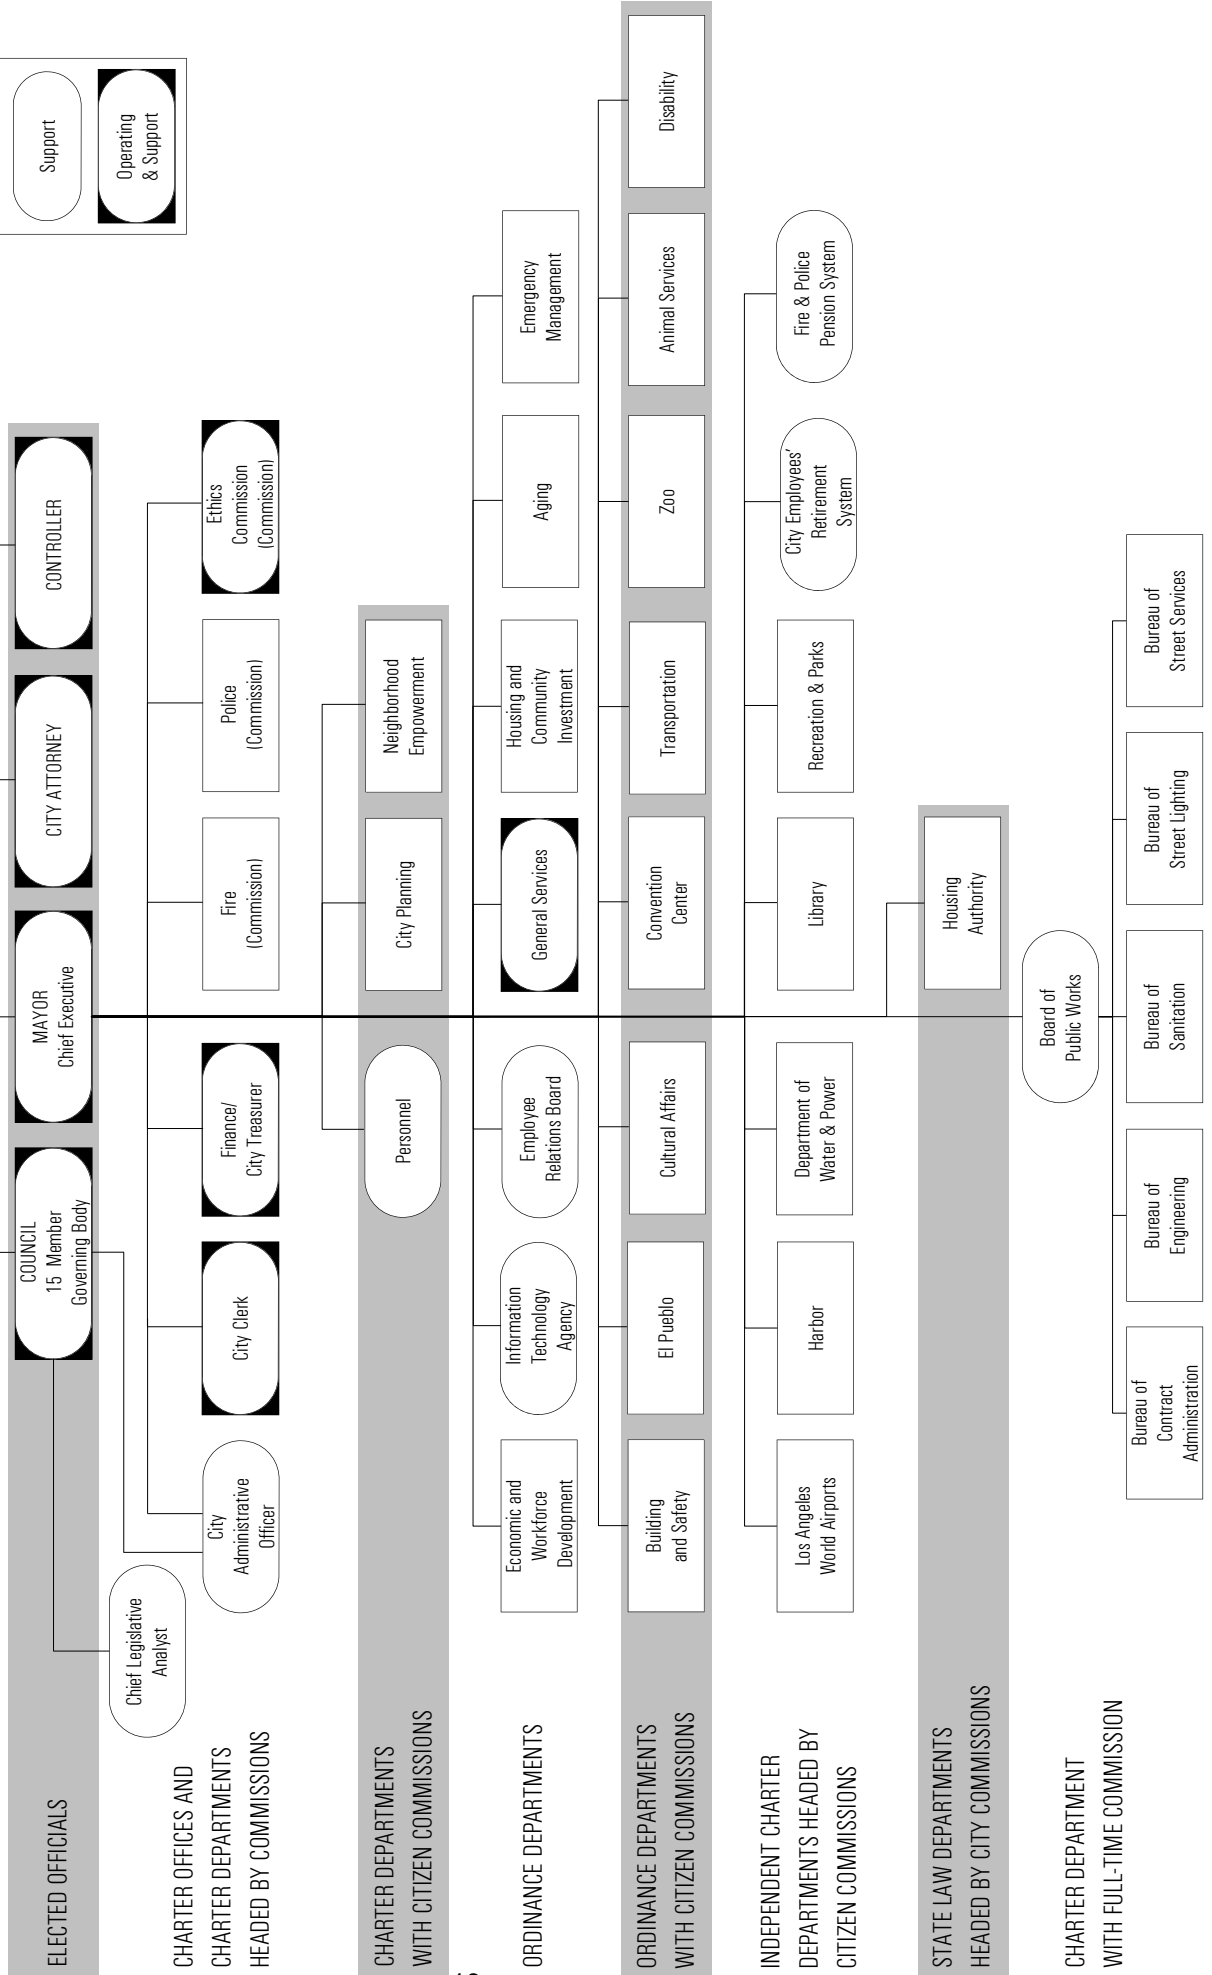 Support
Operating
& Support
ELECTED OFFICIALS
COUNCIL
15 Member
Governing Body
MAYOR
Chief Executive
CITY ATTORNEY
CONTROLLER
Chief Legislative
Analyst
CHARTER OFFICES AND
CHARTER DEPARTMENTS
HEADED BY COMMISSIONS
City
Administrative
Officer
City Clerk
Finance/
City Treasurer
Fire
(Commission)
Police
(Commission)
Ethics
Commission
(Commission)
CHARTER DEPARTMENTS
WITH CITIZEN COMMISSIONS
Personnel
City Planning
Neighborhood
Empowerment
ORDINANCE DEPARTMENTS
Economic and
Workforce
Development
Information
Technology
Agency
Employee
Relations Board
General Services
Housing and
Community
Investment
Aging
Emergency
Management
ORDINANCE DEPARTMENTS
WITH CITIZEN COMMISSIONS
Building
and Safety
El Pueblo
Cultural Affairs
Convention
Center
Transportation
Zoo
Animal Services
Disability
INDEPENDENT CHARTER
DEPARTMENTS HEADED BY
CITIZEN COMMISSIONS
Los Angeles
World Airports
Harbor
Department of
Water & Power
Library
Recreation & Parks
City Employees’
Retirement
System
Fire & Police
Pension System
STATE LAW DEPARTMENTS
HEADED BY CITY COMMISSIONS
Housing
Authority
CHARTER DEPARTMENT
WITH FULL-TIME COMMISSION
Board of
Public Works
Bureau of
Contract
Administration
Bureau of
Engineering
Bureau of
Sanitation
Bureau of
Street Lighting
Bureau of
Street Services